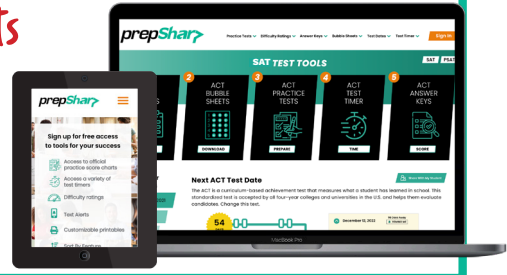 ts
prepSharp
Practice Tests
Difficulty Ratings
Answer Keys
Bubble Sheets
Test Dates
Test Timer
Sign In
SAT TEST TOOLS
SAT
PSAT
2
ACT
BUBBLE
SHEETS
DOWNLOAD
3
ACT
PRACTICE
TESTS
PREPARE
4
ACT
TEST
TIMER
TIME
5
ACT
ANSWER
KEYS
SCORE
Next ACT Test Date
The ACT is a curriculum-based achievement test that measures what a student has learned in school. This
standardized test is accepted by all four-year colleges and universities in the U.S. and helps them evaluate
candidates. Change this text.
54
December 10, 2022
MacBook Pro
prepSharp
Sign up for free access
to tools for your success
Access to official
practice score charts
Access a variety of
test timers
Difficulty ratings
Test Alerts
Customizable printables
Sort By Feature